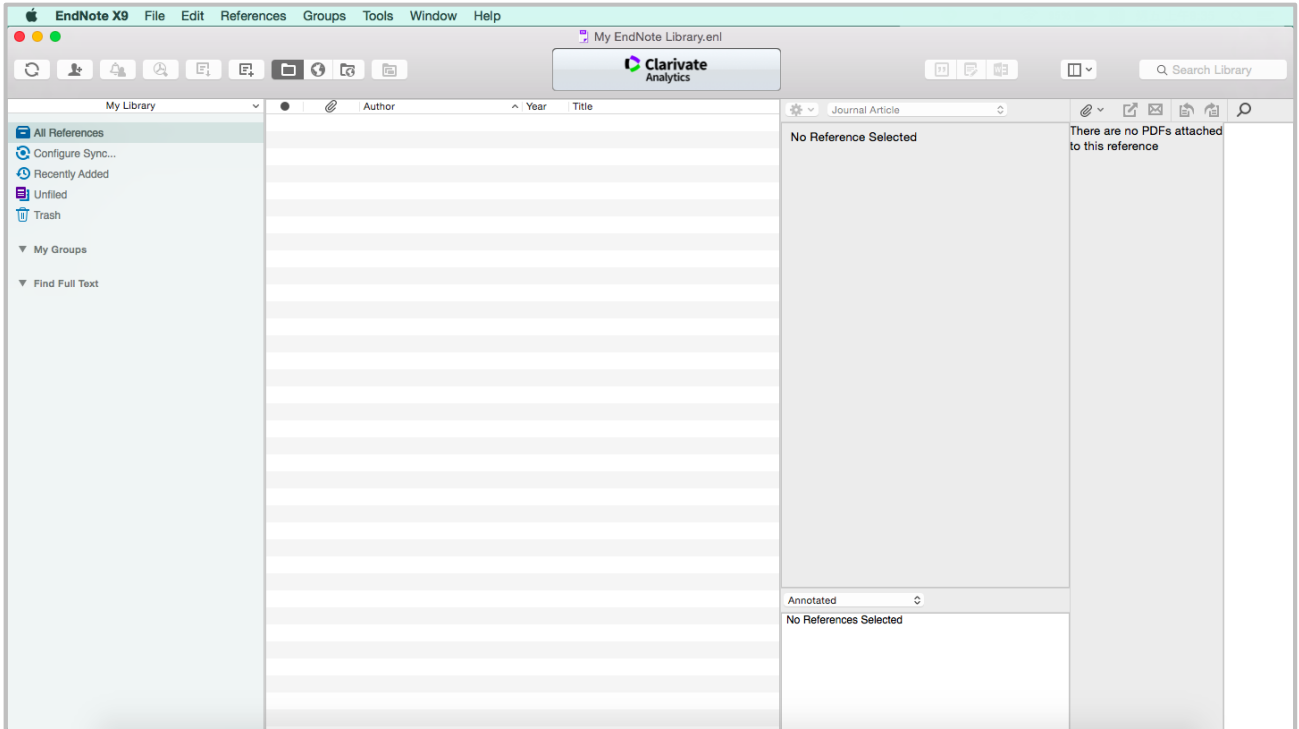 EndNote X9 File Edit References Groups Tools Window Help
My EndNote Library.enl
Clarivate
Analytics
Search Library
My Library
Author Year Title
Journal Article
All References
Configure Sync...
Recently Added
Unfiled
Trash
My Groups
Find Full Text
No Reference Selected
There are no PDFs attached
to this reference
Annotated
No References Selected